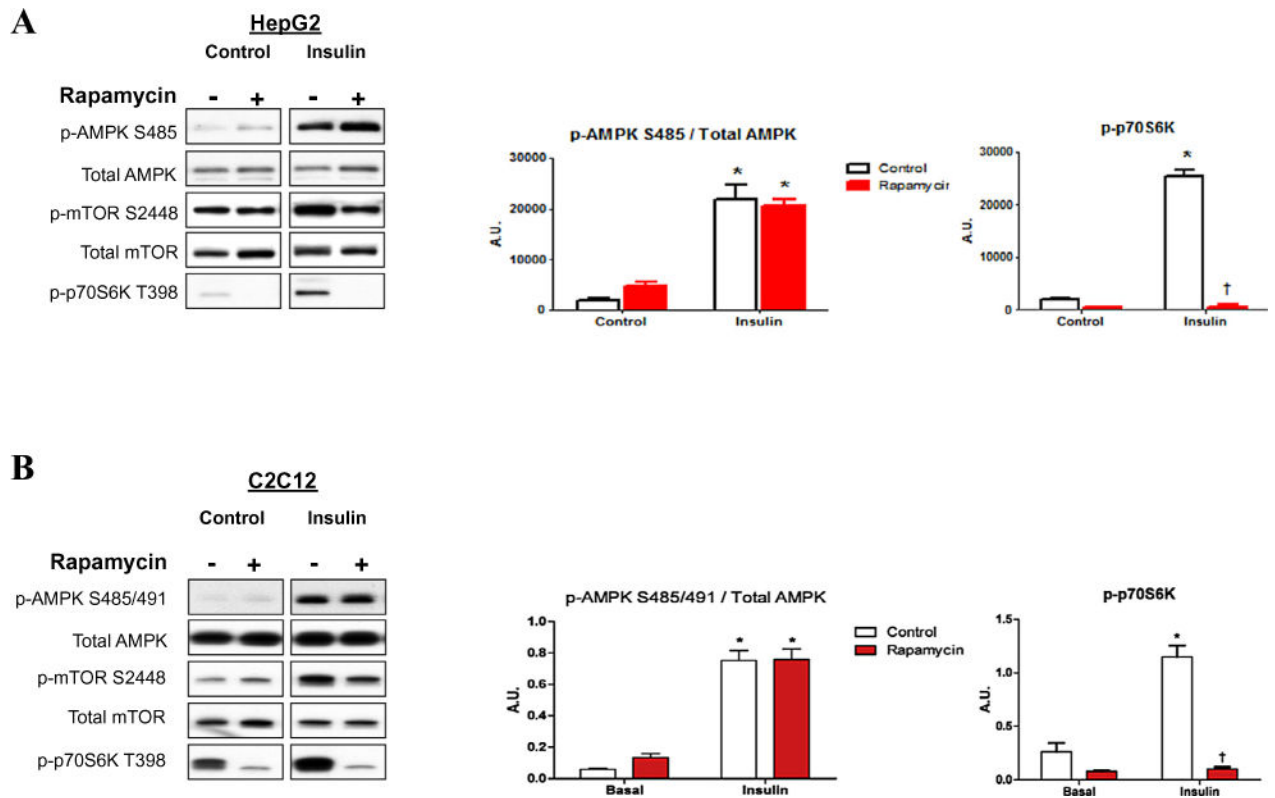 A
HepG2
Control Insulin
Rapamycin - + - +
p-AMPK S485
Total AMPK
p-mTOR S2448
Total mTOR
p-p70S6K T398
p-AMPK S485 / Total AMPK
A.U.
30000
20000
10000
0
* *
Control Insulin
Control
Rapamycin
p-p70S6K
A.U.
30000
20000
10000
0
*
†
Control Insulin
B
C2C12
Control Insulin
Rapamycin - + - +
p-AMPK S485/491
Total AMPK
p-mTOR S2448
Total mTOR
p-p70S6K T398
p-AMPK S485/491 / Total AMPK
A.U.
1.0
0.8
0.6
0.4
0.2
0.0
* *
Basal Insulin
Control
Rapamycin
p-p70S6K
A.U.
1.5
1.0
0.5
0.0
*
†
Basal Insulin